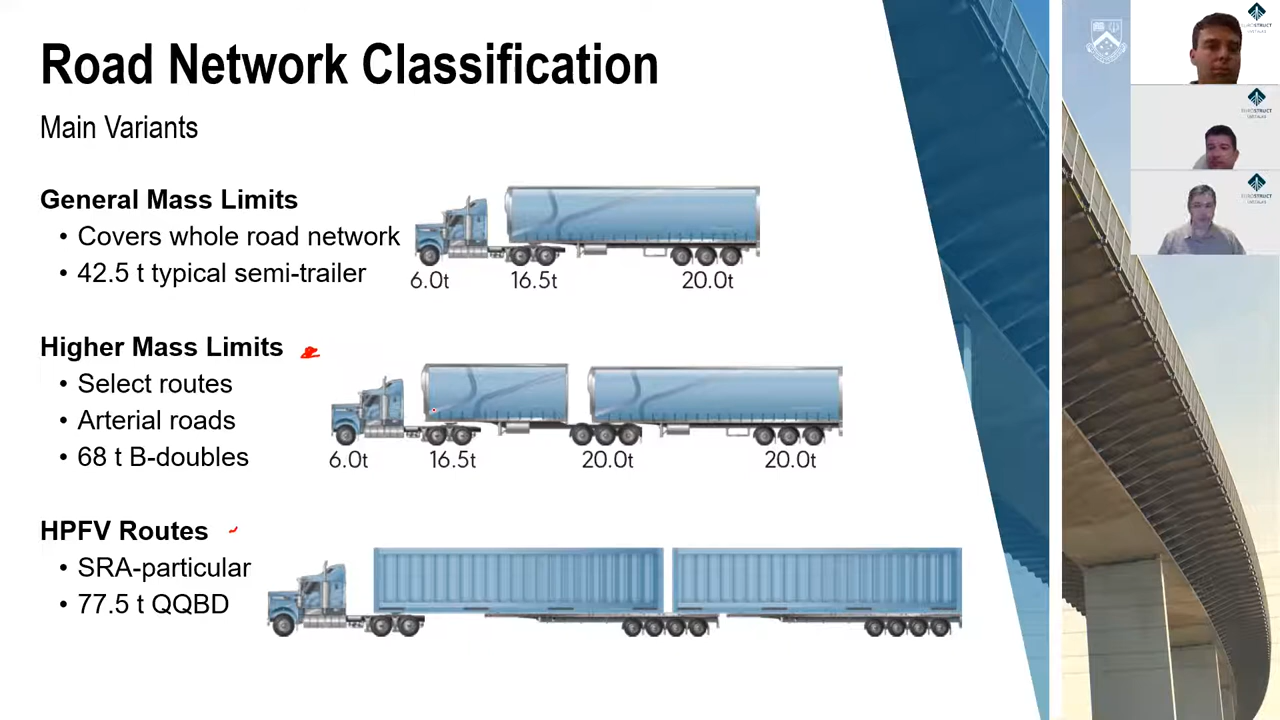 Road Network Classification
Main Variants
General Mass Limits
• Covers whole road network
• 42.5 t typical semi-trailer
6.0t 16.5t 20.0t
Higher Mass Limits
• Select routes
• Arterial roads
• 68 t B-doubles
6.0t 16.5t 20.0t 20.0t
HPFV Routes
• SRA-particular
• 77.5 t QQBD